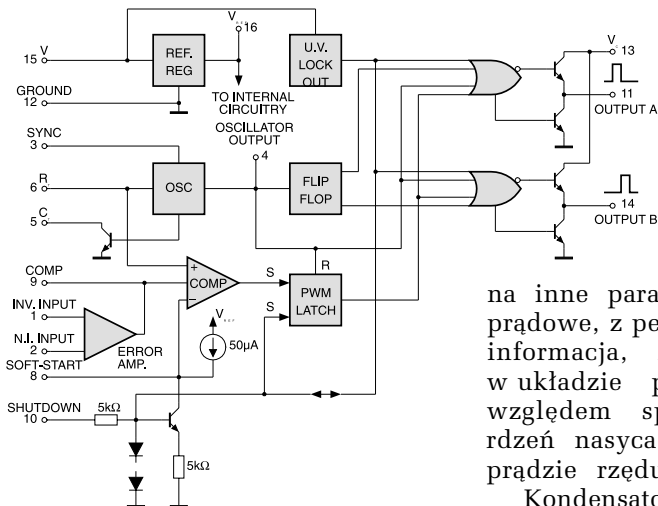 V
REF
16
U.V.
LOCK
OUT
REF.
REG
V
15
V
13
11
OUTPUT A
GROUND
12
TO INTERNAL
CIRCUITRY
OSCILLATOR
OUTPUT
4
SYNC
3
R
6
OSC
FLIP
FLOP
C
5
14
OUTPUT B
COMP
9
+
COMP
−
S
R
PWM
LATCH
S
INV. INPUT
1
N.I. INPUT
2
ERROR
AMP.
V
REF
50µA
SOFT-START
8
SHUTDOWN
10
5kΩ
5kΩ
na inne para
prądowe, z pe
informacja,
w układzie p
względem sp
rdzeń nasyca
prądzie rzędu
Kondensato